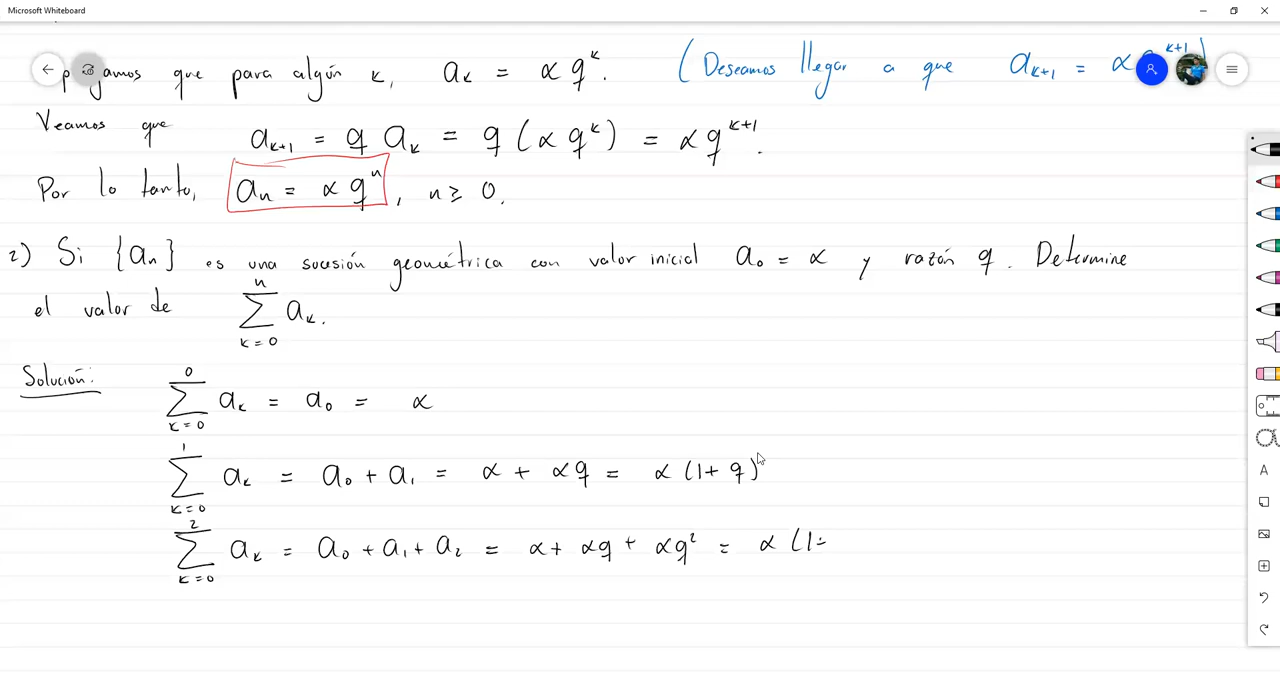 Microsoft Whiteboard
que para algún k, a_k = α q^k. (Deseamos llegar a que a_{k+1} = α
Veamos que a_{k+1} = q a_k = q (α q^k) = α q^{k+1}.
Por lo tanto, a_n = α q^n, n ≥ 0.
2) Si {a_n} es una sucesión geométrica con valor inicial a_0 = α y razón q. Determine
el valor de ∑_{k=0}^{n} a_k.
Solución: ∑_{k=0}^{0} a_k = a_0 = α
∑_{k=0}^{1} a_k = a_0 + a_1 = α + αq = α (1 + q)
∑_{k=0}^{2} a_k = a_0 + a_1 + a_2 = α + αq + αq^2 = α (1